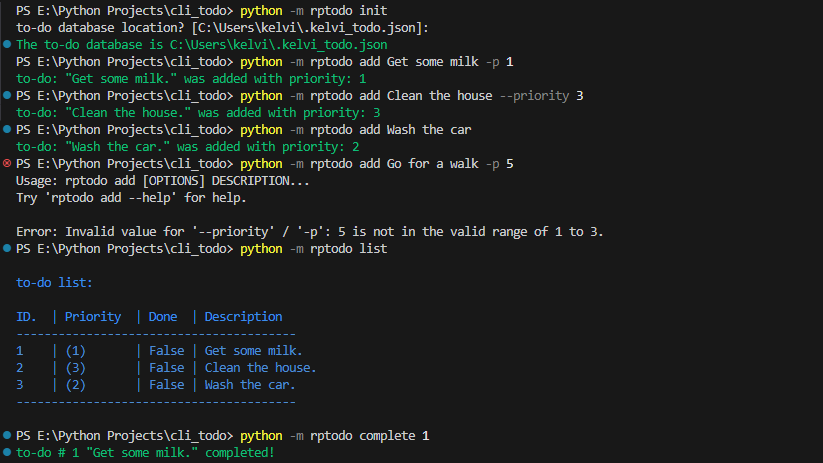 PS E:\Python Projects\cli_todo> python -m rptodo init
to-do database location? [C:\Users\kelvi\.kelvi_todo.json]:
The to-do database is C:\Users\kelvi\.kelvi_todo.json
PS E:\Python Projects\cli_todo> python -m rptodo add Get some milk -p 1
to-do: "Get some milk." was added with priority: 1
PS E:\Python Projects\cli_todo> python -m rptodo add Clean the house --priority 3
to-do: "Clean the house." was added with priority: 3
PS E:\Python Projects\cli_todo> python -m rptodo add Wash the car
to-do: "Wash the car." was added with priority: 2
PS E:\Python Projects\cli_todo> python -m rptodo add Go for a walk -p 5
Usage: rptodo add [OPTIONS] DESCRIPTION...
Try 'rptodo add --help' for help.

Error: Invalid value for '--priority' / '-p': 5 is not in the valid range of 1 to 3.
PS E:\Python Projects\cli_todo> python -m rptodo list

to-do list:

ID.  | Priority  | Done  | Description
----------------------------------------
1    | (1)       | False | Get some milk.
2    | (3)       | False | Clean the house.
3    | (2)       | False | Wash the car.
----------------------------------------

PS E:\Python Projects\cli_todo> python -m rptodo complete 1
to-do # 1 "Get some milk." completed!